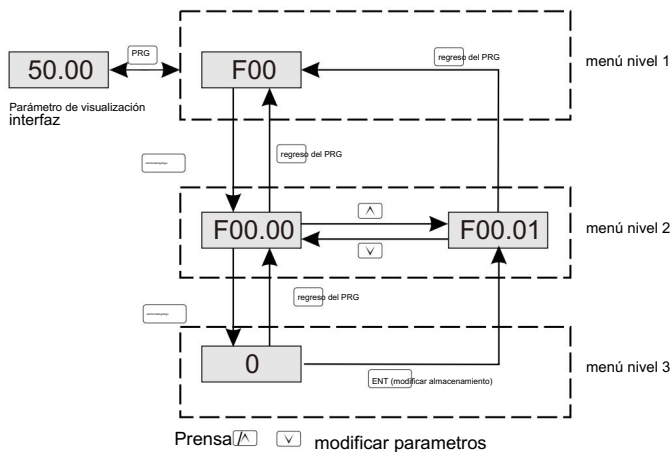 PRG
50.00
Parámetro de visualización
interfaz
F00
regreso del PRG
menú nivel 1
regreso del PRG
F00.00
F00.01
menú nivel 2
regreso del PRG
0
ENT (modificar almacenamiento)
menú nivel 3
Prensa/ modificar parametros